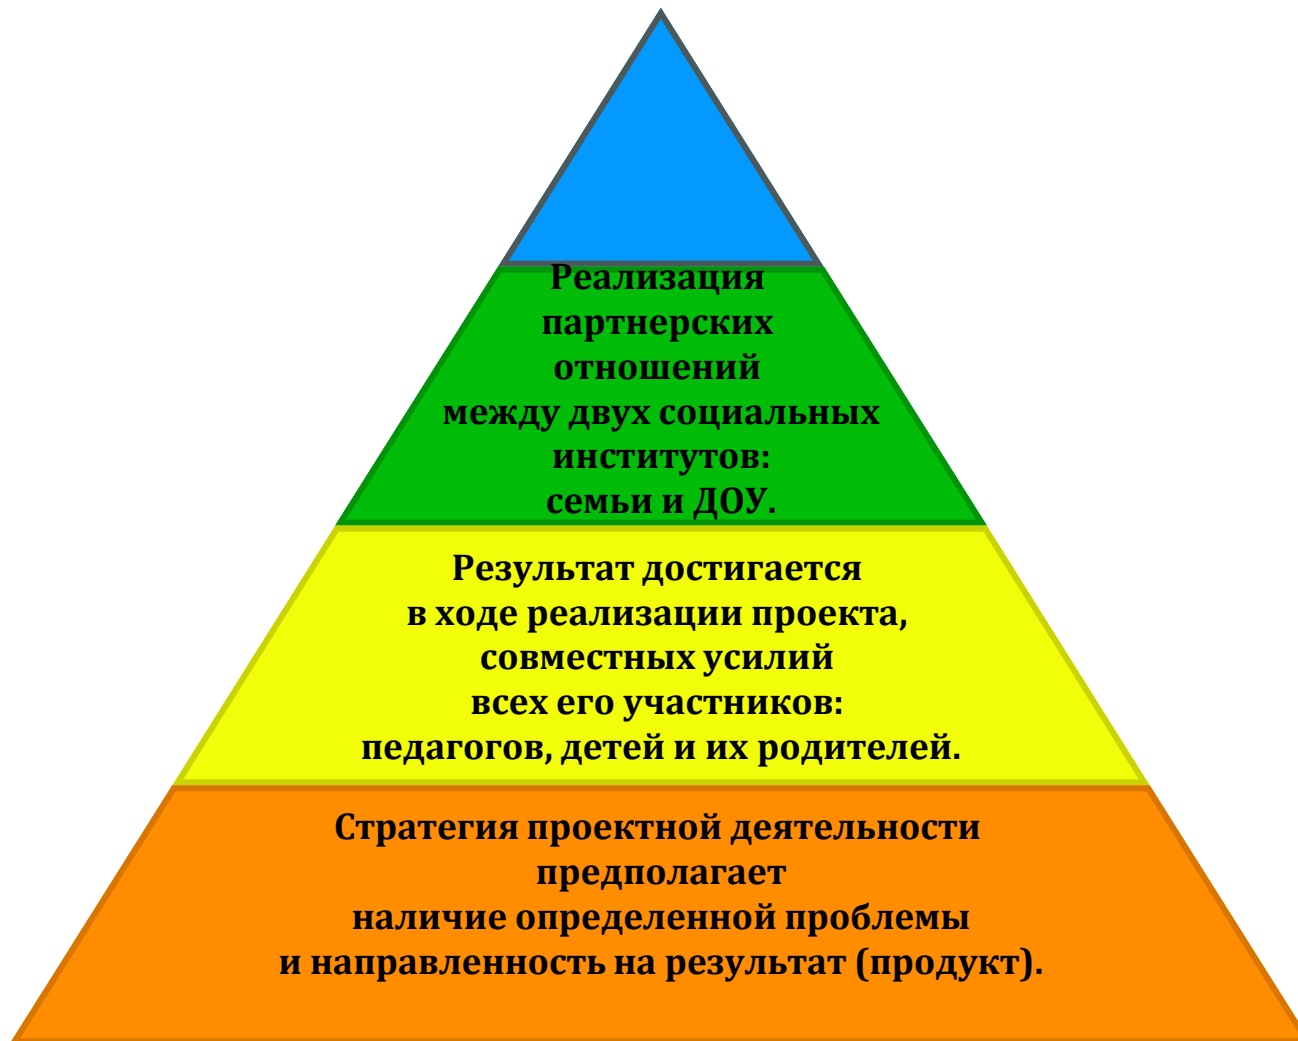 Реализация
партнерских
отношений
между двух социальных
институтов:
семьи и ДОУ.
Результат достигается
в ходе реализации проекта,
совместных усилий
всех его участников:
педагогов, детей и их родителей.
Стратегия проектной деятельности
предполагает
наличие определенной проблемы
и направленность на результат (продукт).